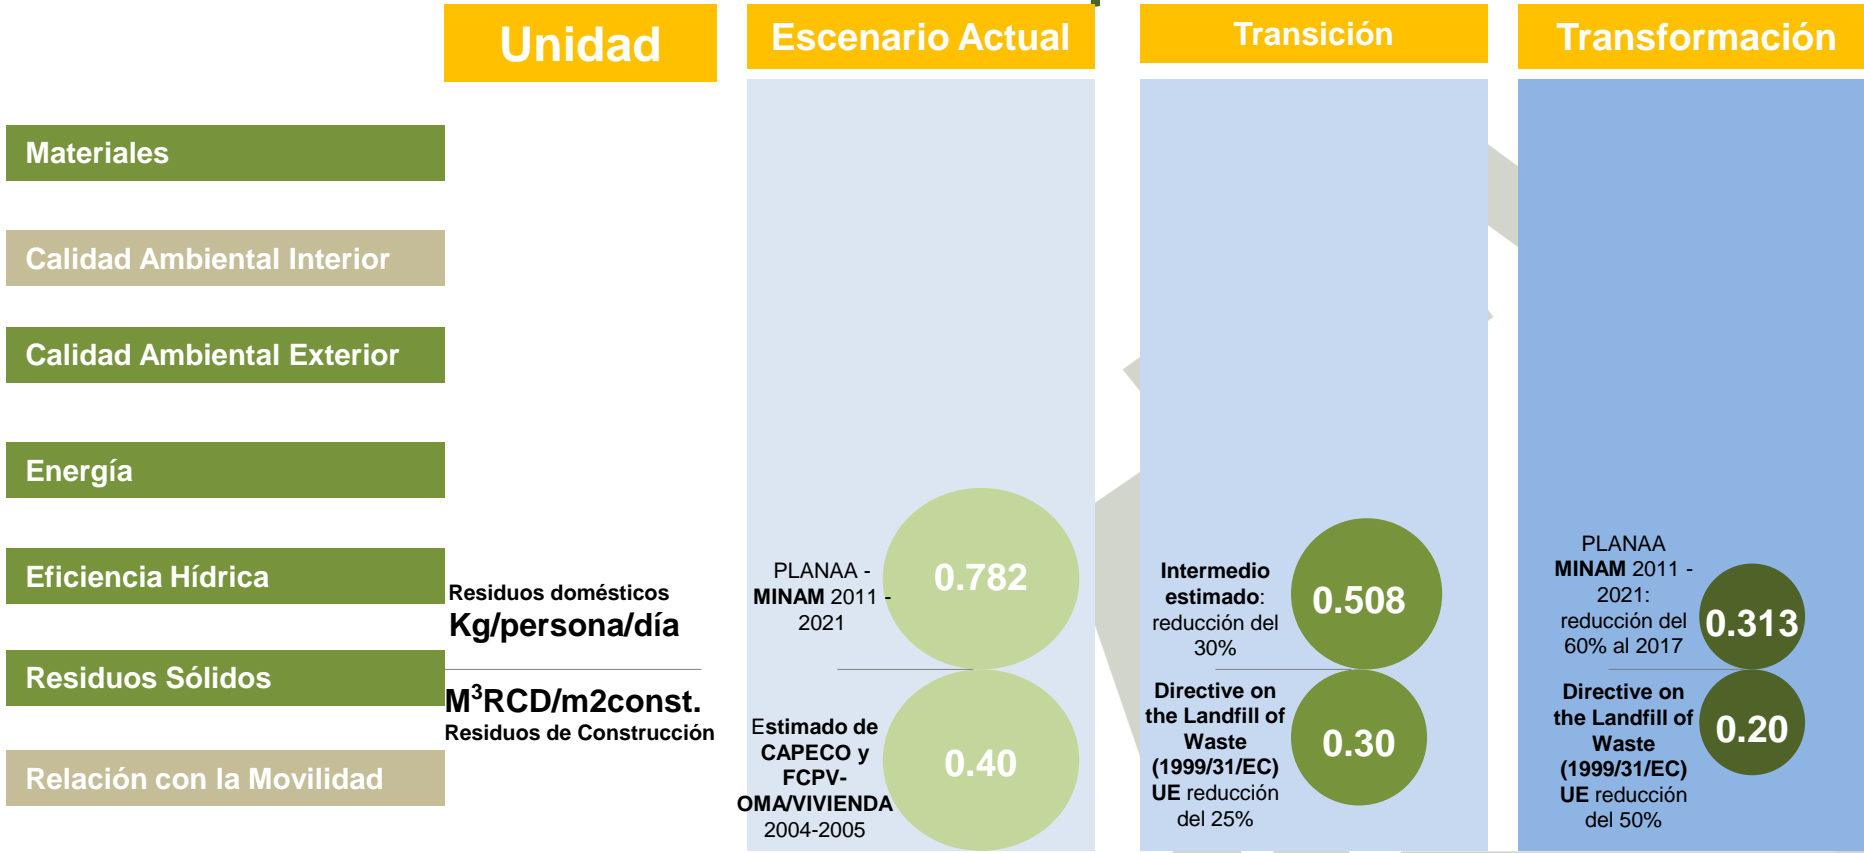 Unidad
Escenario Actual
Transición
Transformación
Materiales
Calidad Ambiental Interior
Calidad Ambiental Exterior
Energía
Eficiencia Hídrica
Residuos Sólidos
Relación con la Movilidad
Residuos domésticos
Kg/persona/día
M³RCD/m2const.
Residuos de Construcción
PLANAA -
MINAM 2011 -
2021
0.782
Estimado de
CAPECO y
FCPV-
OMA/VIVIENDA
2004-2005
0.40
Intermedio
estimado:
reducción del
30%
0.508
Directive on
the Landfill of
Waste
(1999/31/EC)
UE reducción
del 25%
0.30
PLANAA
MINAM 2011 -
2021:
reducción del
60% al 2017
0.313
Directive on
the Landfill of
Waste
(1999/31/EC)
UE reducción
del 50%
0.20